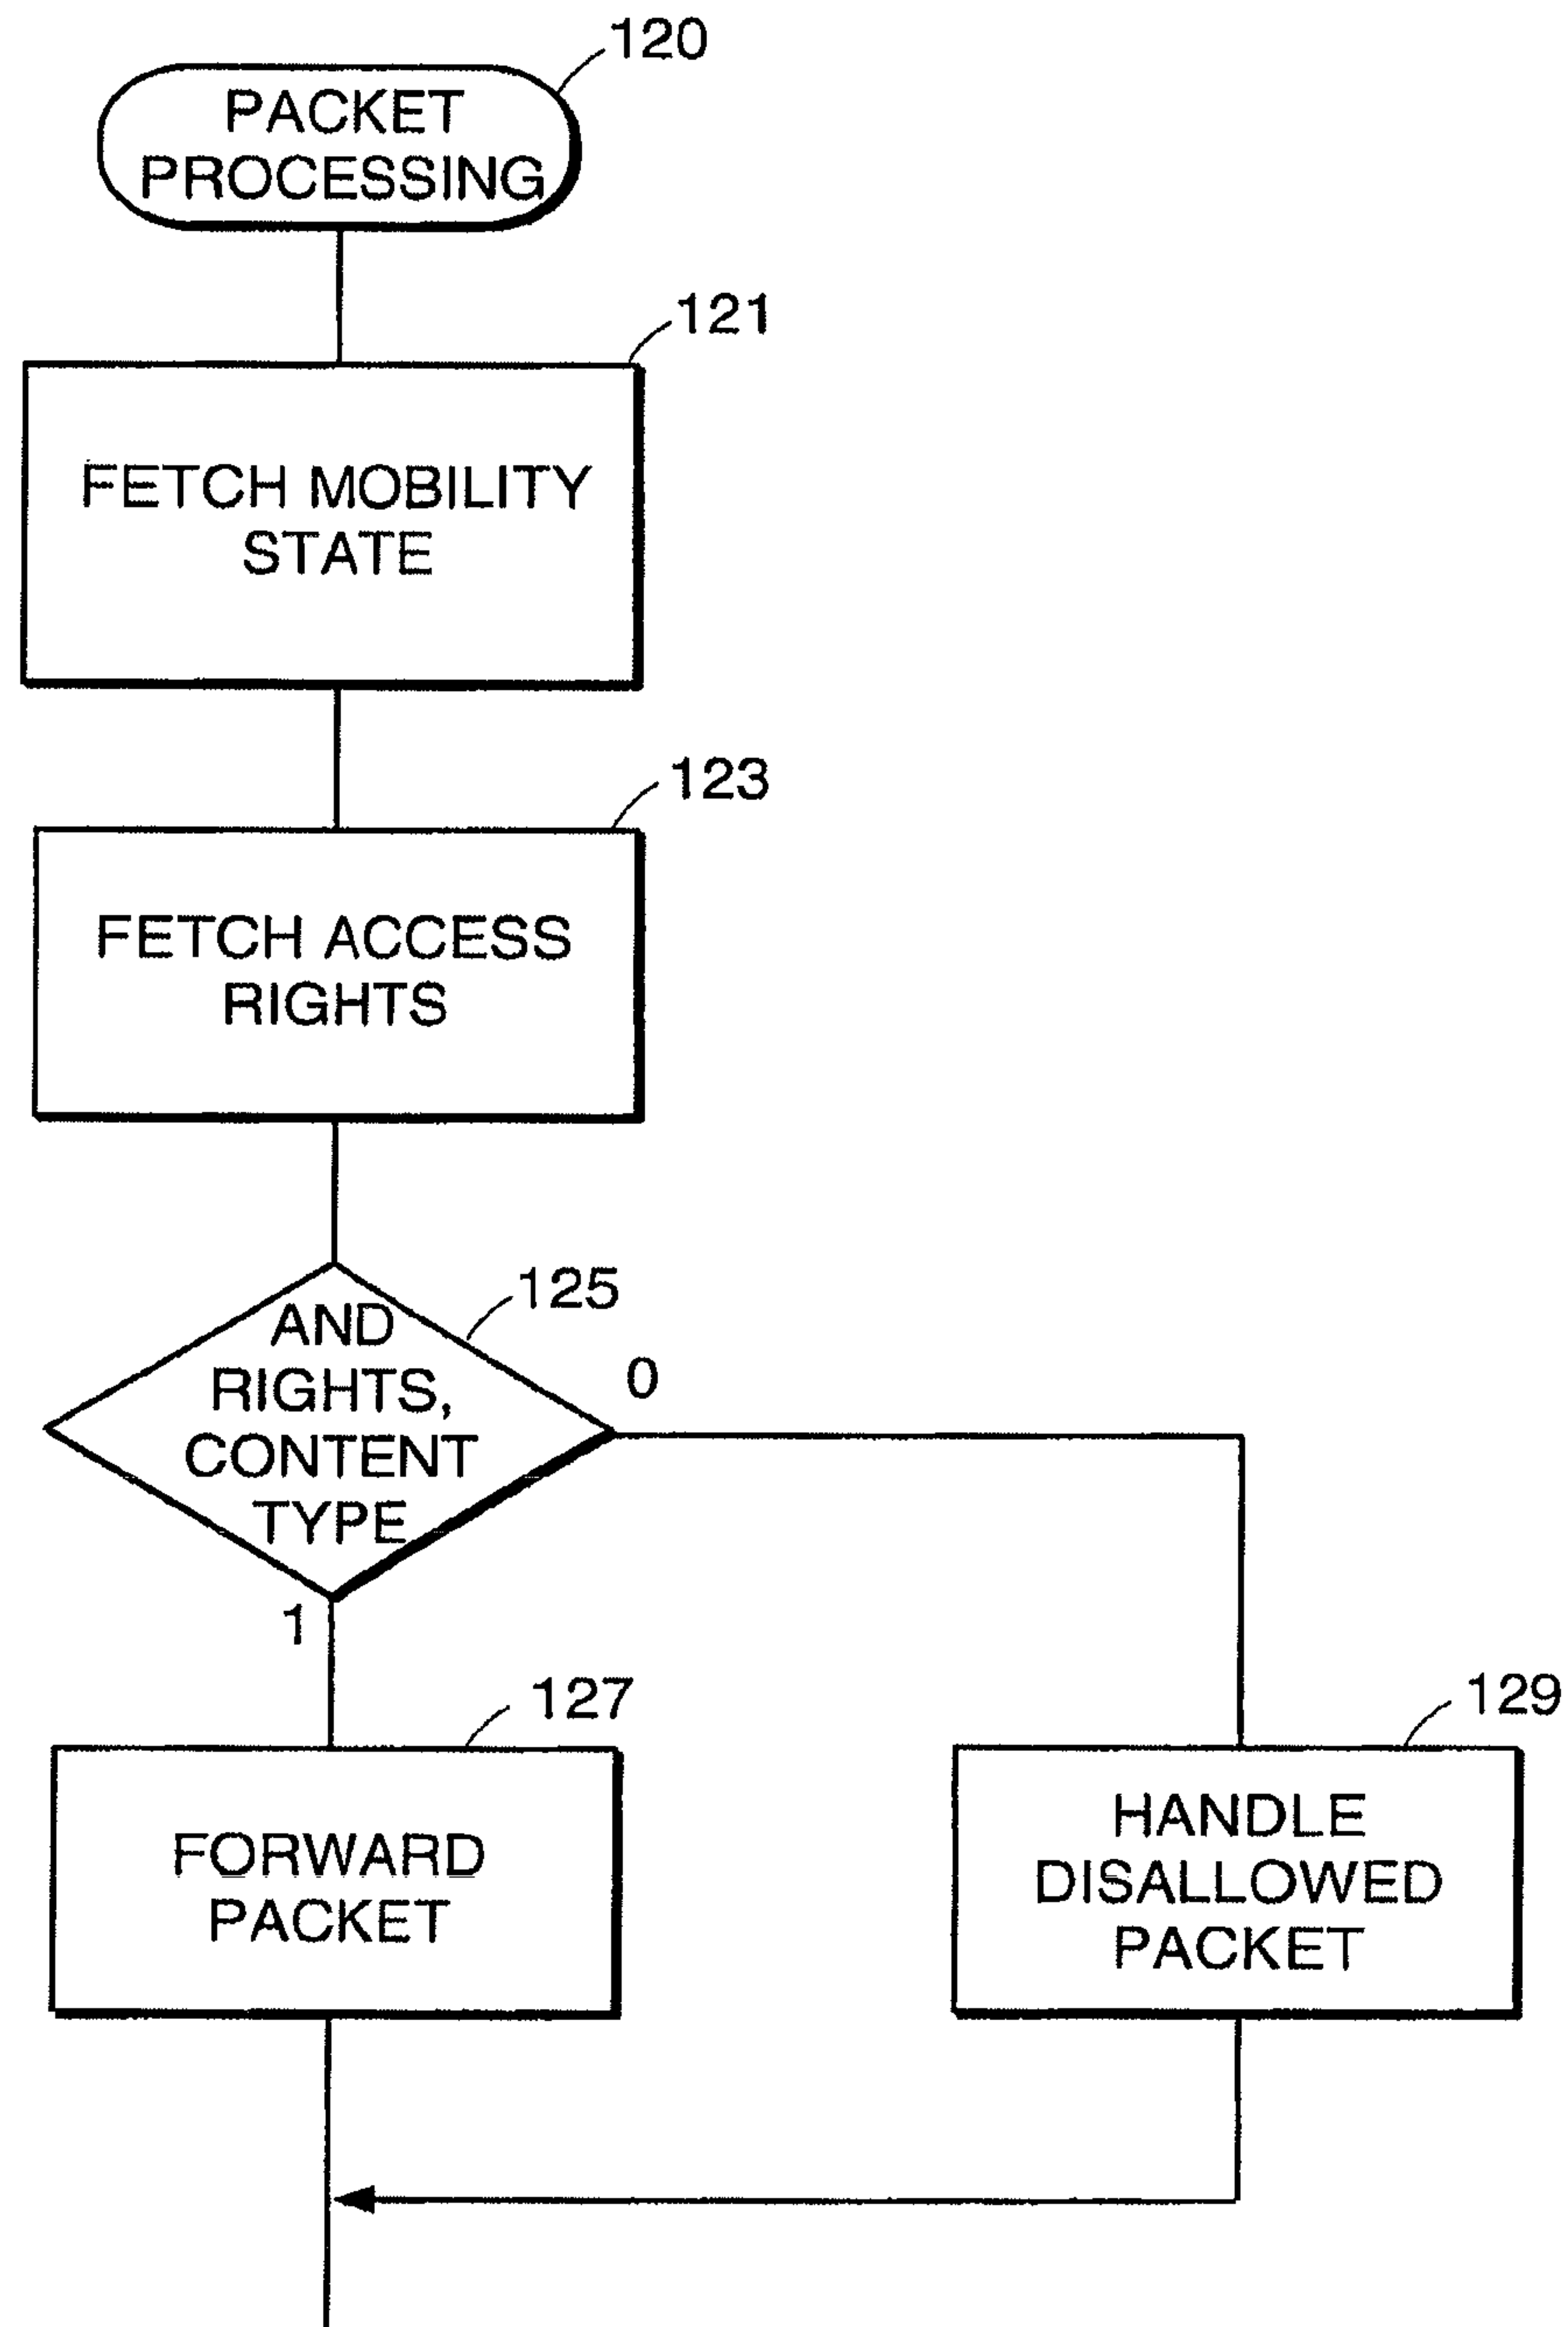 120
PACKET
PROCESSING
121
FETCH MOBILITY
STATE
123
FETCH ACCESS
RIGHTS
125
AND
RIGHTS,
CONTENT
TYPE
0
1
127
FORWARD
PACKET
129
HANDLE
DISALLOWED
PACKET